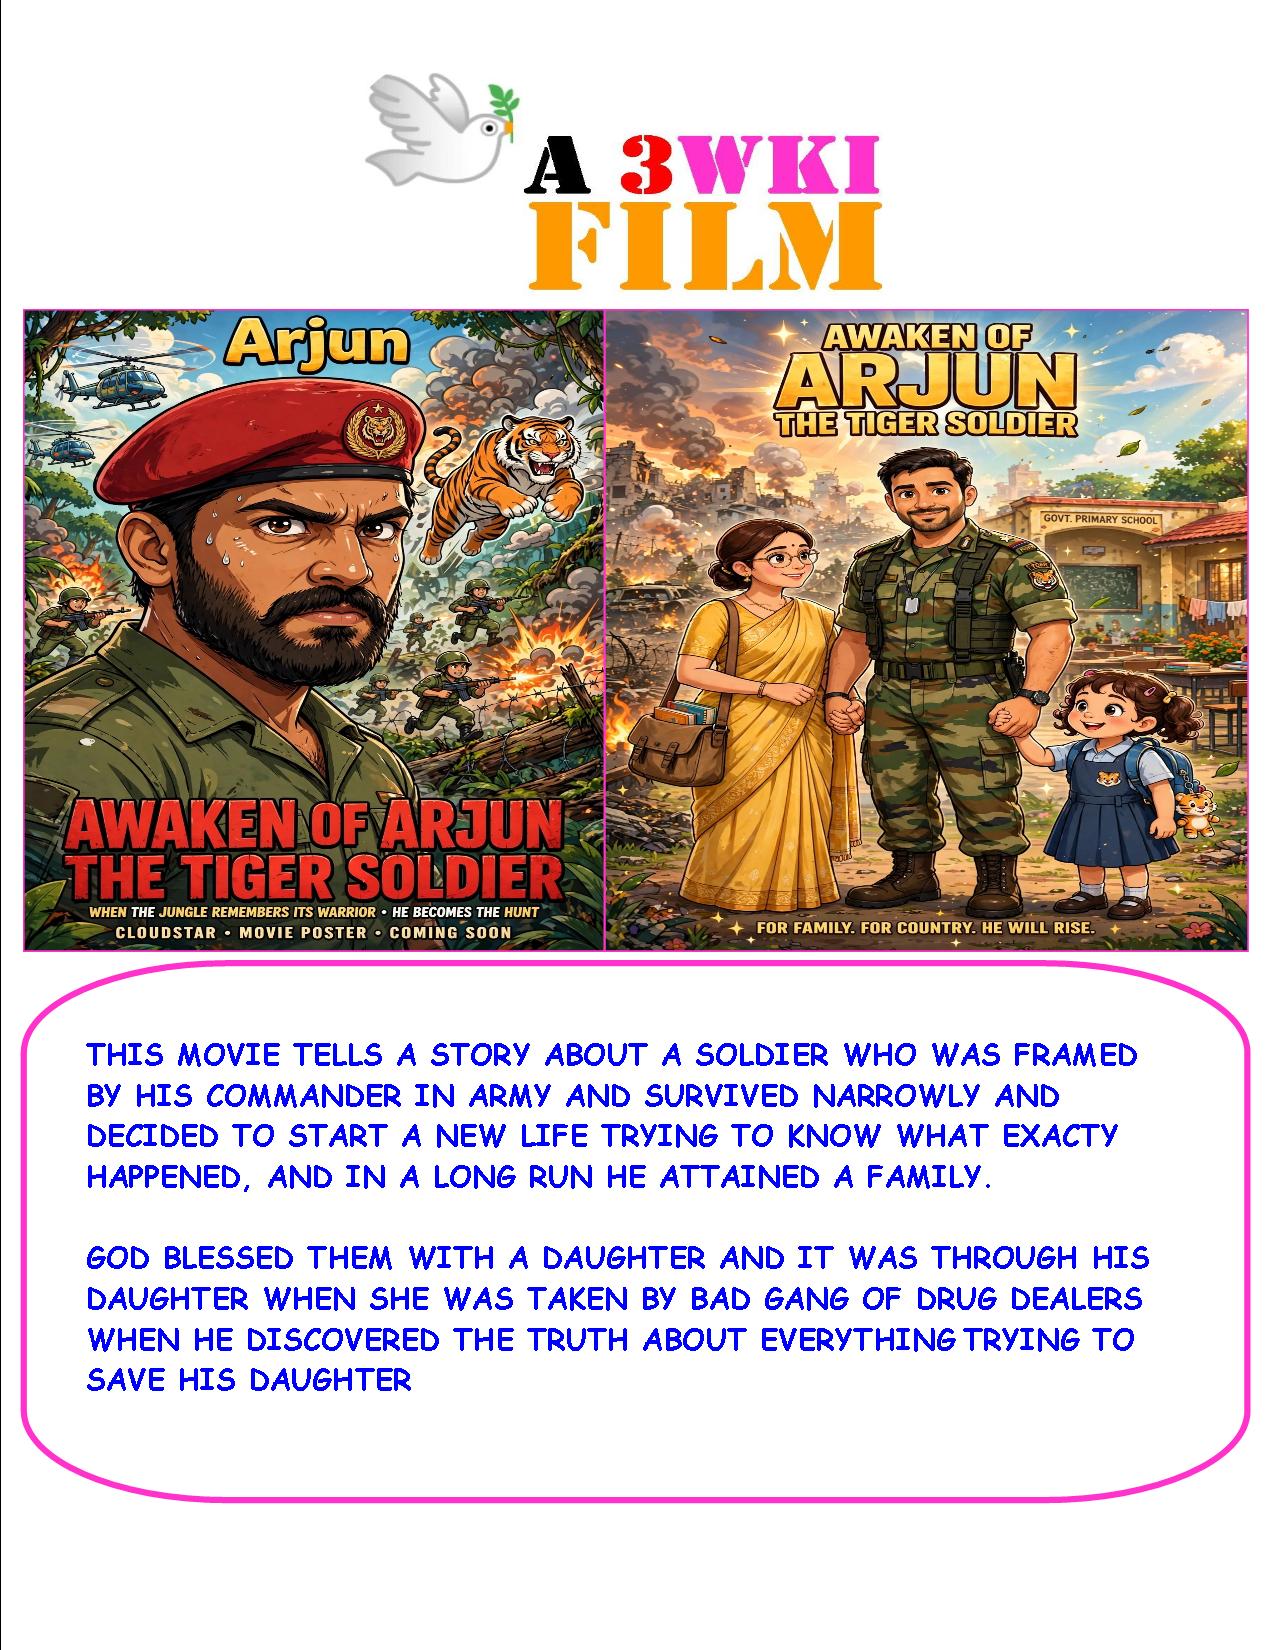 A 3WKI
FILM
Arjun
AWAKEN OF ARJUN
THE TIGER SOLDIER
WHEN THE JUNGLE REMEMBERS ITS WARRIOR • HE BECOMES THE HUNT
CLOUDSTAR • MOVIE POSTER • COMING SOON
AWAKEN OF
ARJUN
THE TIGER SOLDIER
GOVT. PRIMARY SCHOOL
FOR FAMILY. FOR COUNTRY. HE WILL RISE.
THIS MOVIE TELLS A STORY ABOUT A SOLDIER WHO WAS FRAMED
BY HIS COMMANDER IN ARMY AND SURVIVED NARROWLY AND
DECIDED TO START A NEW LIFE TRYING TO KNOW WHAT EXACTY
HAPPENED, AND IN A LONG RUN HE ATTAINED A FAMILY.
GOD BLESSED THEM WITH A DAUGHTER AND IT WAS THROUGH HIS
DAUGHTER WHEN SHE WAS TAKEN BY BAD GANG OF DRUG DEALERS
WHEN HE DISCOVERED THE TRUTH ABOUT EVERYTHING TRYING TO
SAVE HIS DAUGHTER